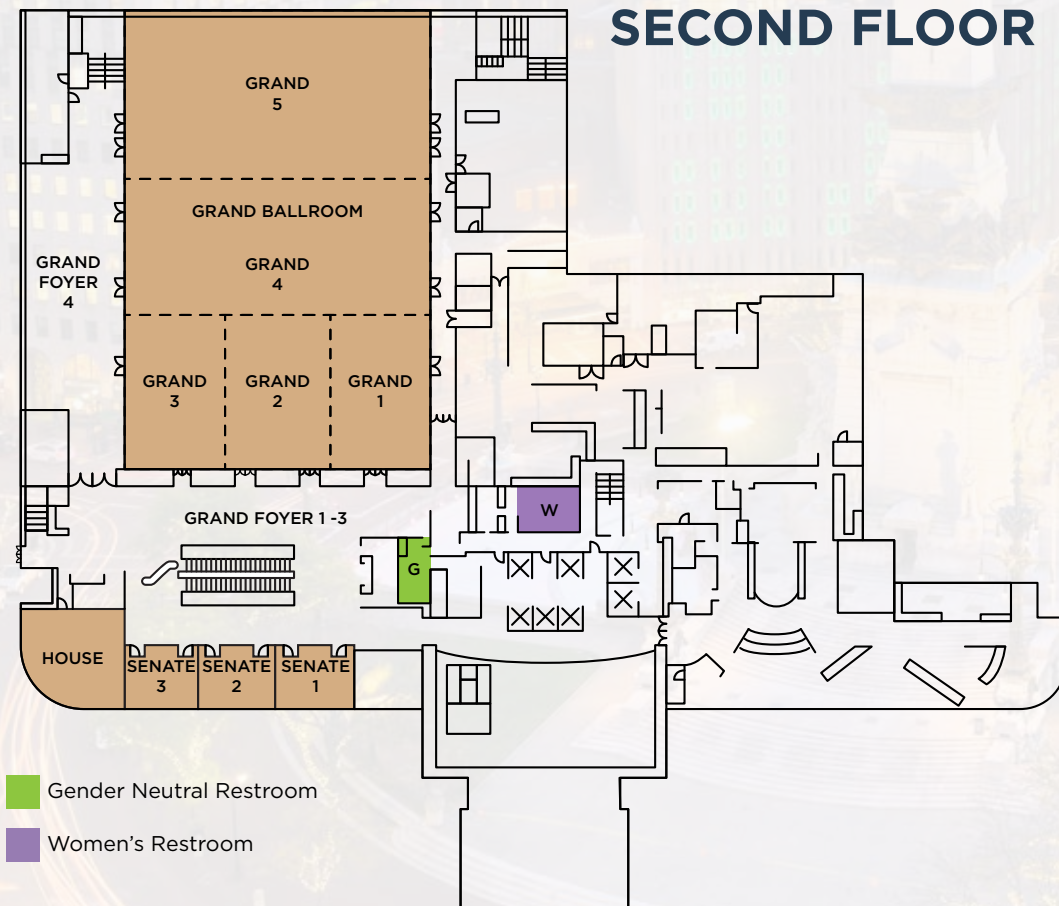 SECOND FLOOR
GRAND
5
GRAND BALLROOM
GRAND
FOYER
4
GRAND
4
GRAND
3
GRAND
2
GRAND
1
GRAND FOYER 1 -3
W
G
HOUSE
SENATE
3
SENATE
2
SENATE
1
Gender Neutral Restroom
Women's Restroom